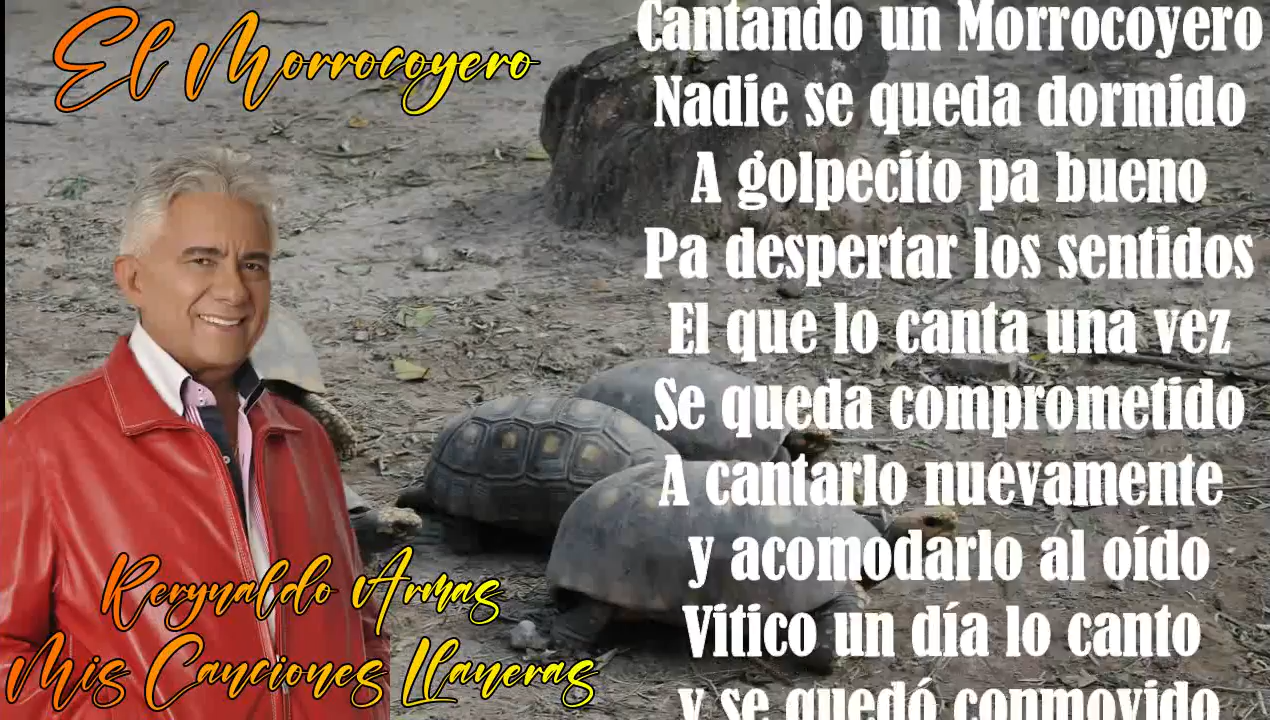 El Morrocoyero
Cantando un Morrocoyero
Nadie se queda dormido
A golpecito pa bueno
Pa despertar los sentidos
El que lo canta una vez
Se queda comprometido
A cantarlo nuevamente
y acomodarlo al oído
Vitico un día lo canto
y se quedó conmovido
Rerynaldo Armas
Mis Canciones Llaneras